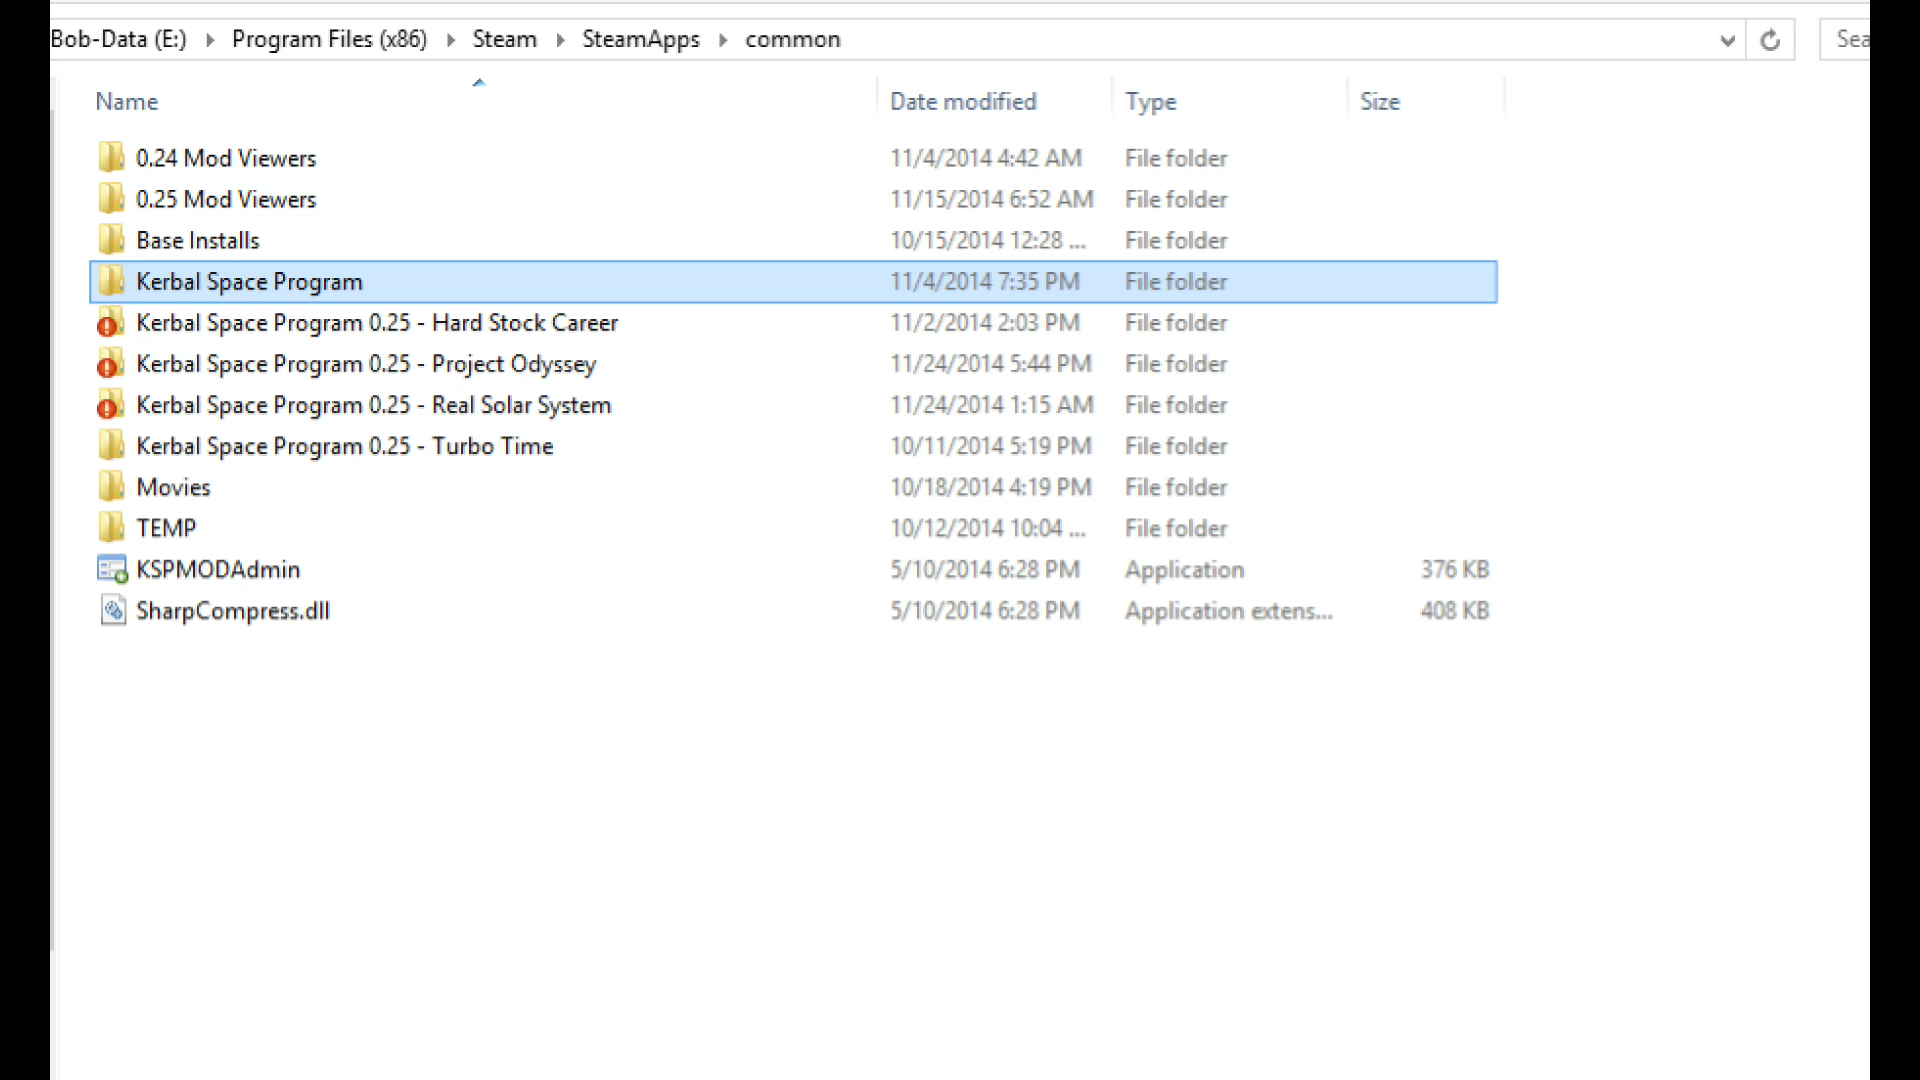 Bob-Data (E:) Program Files (x86) Steam SteamApps common Sea
Name Date modified Type Size
0.24 Mod Viewers 11/4/2014 4:42 AM File folder
0.25 Mod Viewers 11/15/2014 6:52 AM File folder
Base Installs 10/15/2014 12:28 ... File folder
Kerbal Space Program 11/4/2014 7:35 PM File folder
Kerbal Space Program 0.25 - Hard Stock Career 11/2/2014 2:03 PM File folder
Kerbal Space Program 0.25 - Project Odyssey 11/24/2014 5:44 PM File folder
Kerbal Space Program 0.25 - Real Solar System 11/24/2014 1:15 AM File folder
Kerbal Space Program 0.25 - Turbo Time 10/11/2014 5:19 PM File folder
Movies 10/18/2014 4:19 PM File folder
TEMP 10/12/2014 10:04 ... File folder
KSPMODAdmin 5/10/2014 6:28 PM Application 376 KB
SharpCompress.dll 5/10/2014 6:28 PM Application extens... 408 KB